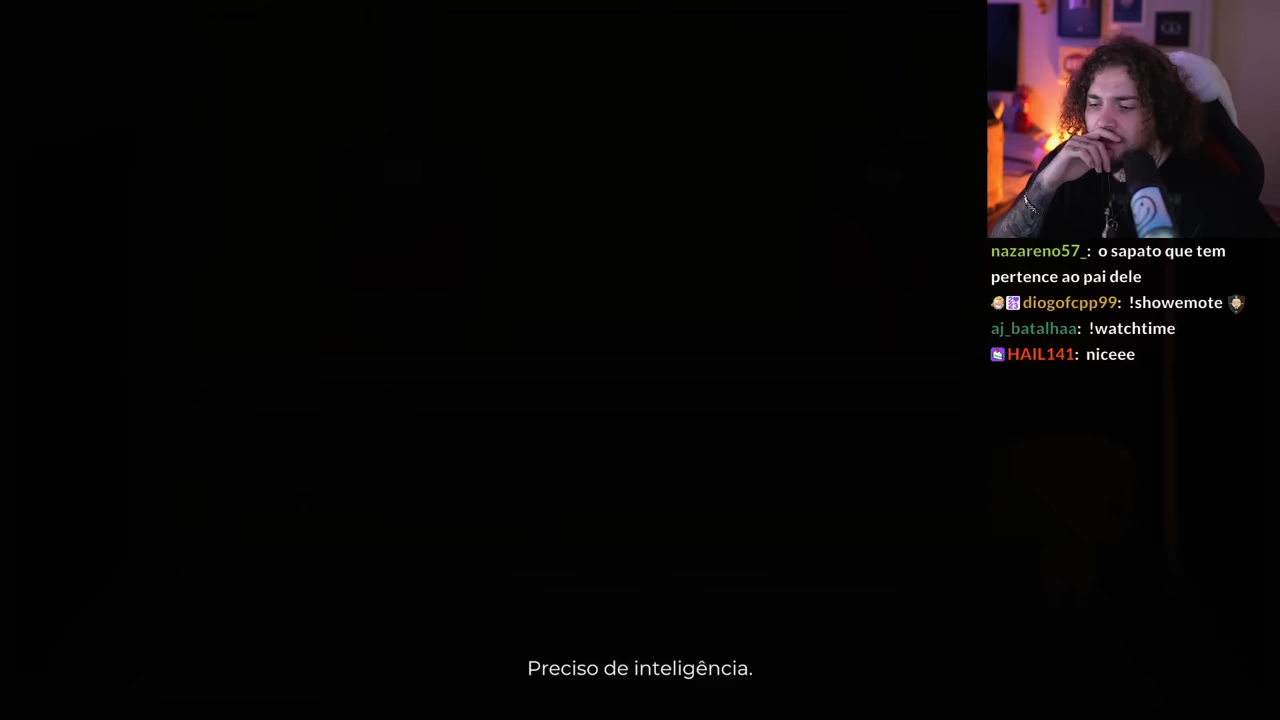 nazareno57_: o sapato que tem
pertence ao pai dele
diogofcpp99: !showemote
aj_batalhaa: !watchtime
HAIL141: niceee
Preciso de inteligência.